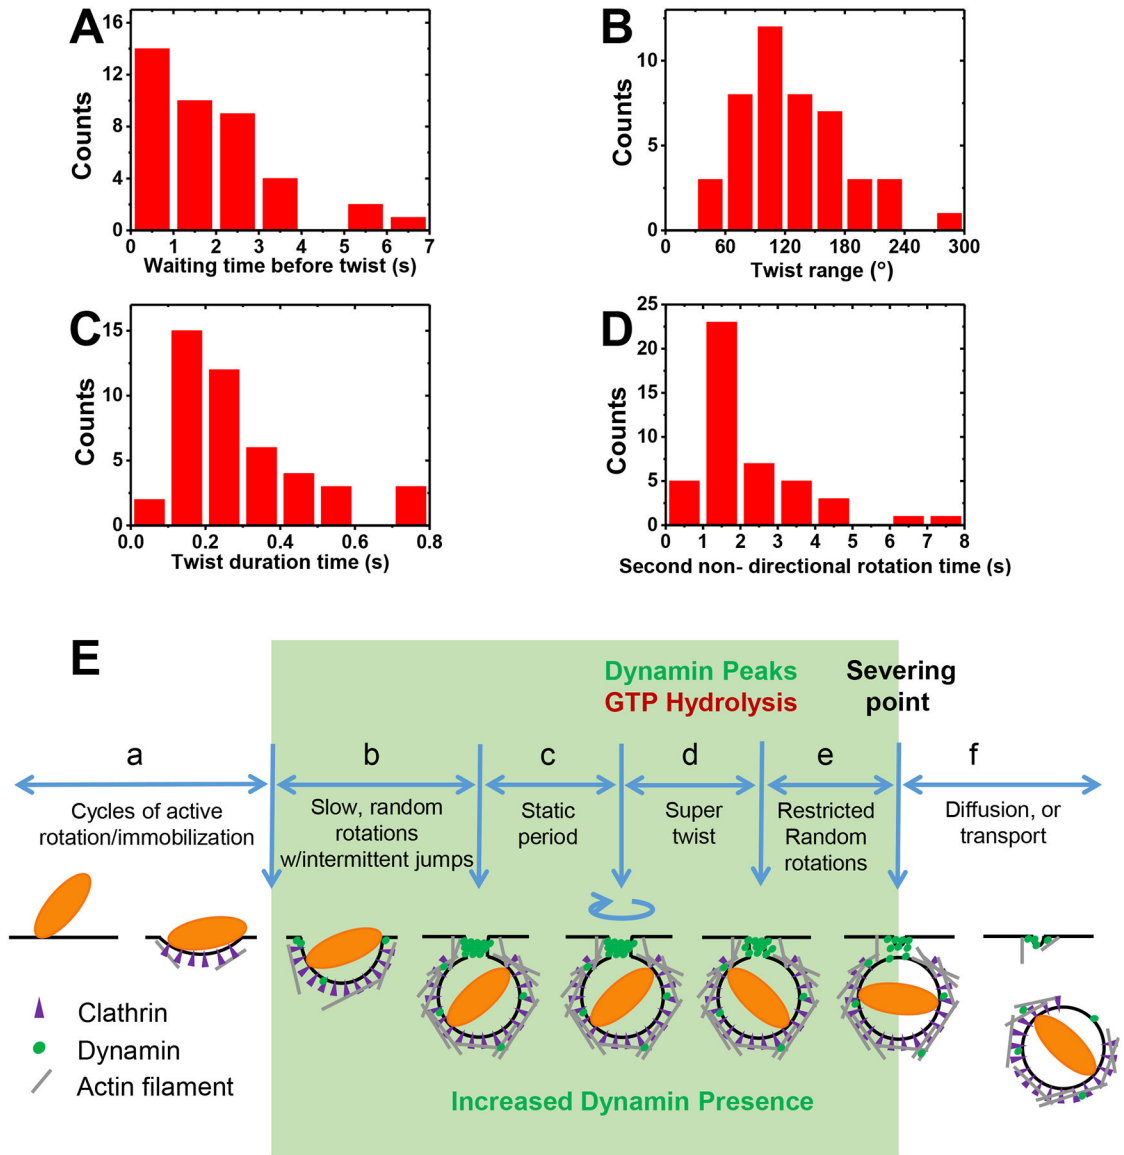 A
16
12
8
4
0
Counts
0 1 2 3 4 5 6 7
Waiting time before twist (s)
B
10
5
0
Counts
0 60 120 180 240 300
Twist range (°)
C
15
10
5
0
Counts
0.0 0.2 0.4 0.6 0.8
Twist duration time (s)
D
25
20
15
10
5
0
Counts
0 1 2 3 4 5 6 7 8
Second non- directional rotation time (s)
E
Dynamin Peaks
GTP Hydrolysis
Severing
point
a
b
c
d
e
f
Cycles of active
rotation/immobilization
Slow, random
rotations
w/intermittent jumps
Static
period
Super
twist
Restricted
Random
rotations
Diffusion, or
transport
Clathrin
Dynamin
Actin filament
Increased Dynamin Presence